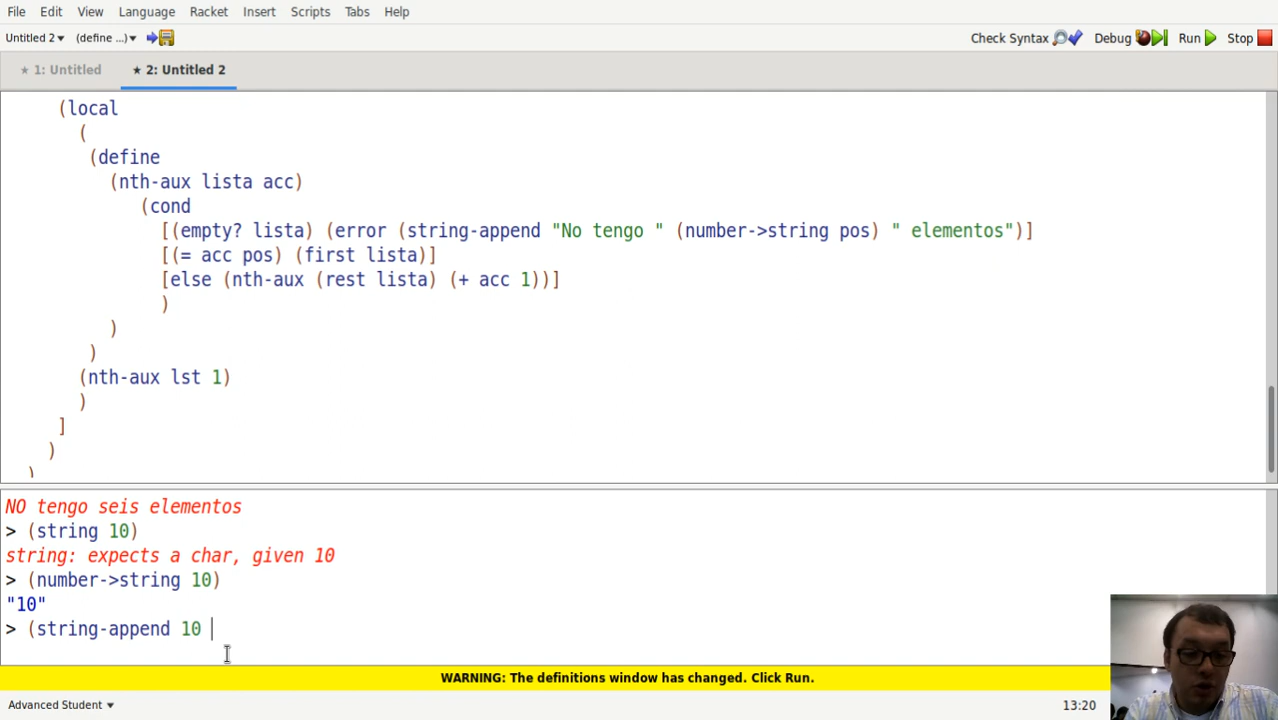 File Edit View Language Racket Insert Scripts Tabs Help
Untitled 2▾ (define ...)▾ Check Syntax Debug Run Stop
★ 1: Untitled ★ 2: Untitled 2
(local
(
(define
(nth-aux lista acc)
(cond
[(empty? lista) (error (string-append "No tengo " (number->string pos) " elementos")]
[(= acc pos) (first lista)]
[else (nth-aux (rest lista) (+ acc 1))]
)
)
)
(nth-aux lst 1)
)
]
)
)
NO tengo seis elementos
> (string 10)
string: expects a char, given 10
> (number->string 10)
"10"
> (string-append 10
WARNING: The definitions window has changed. Click Run.
Advanced Student ▾ 13:20